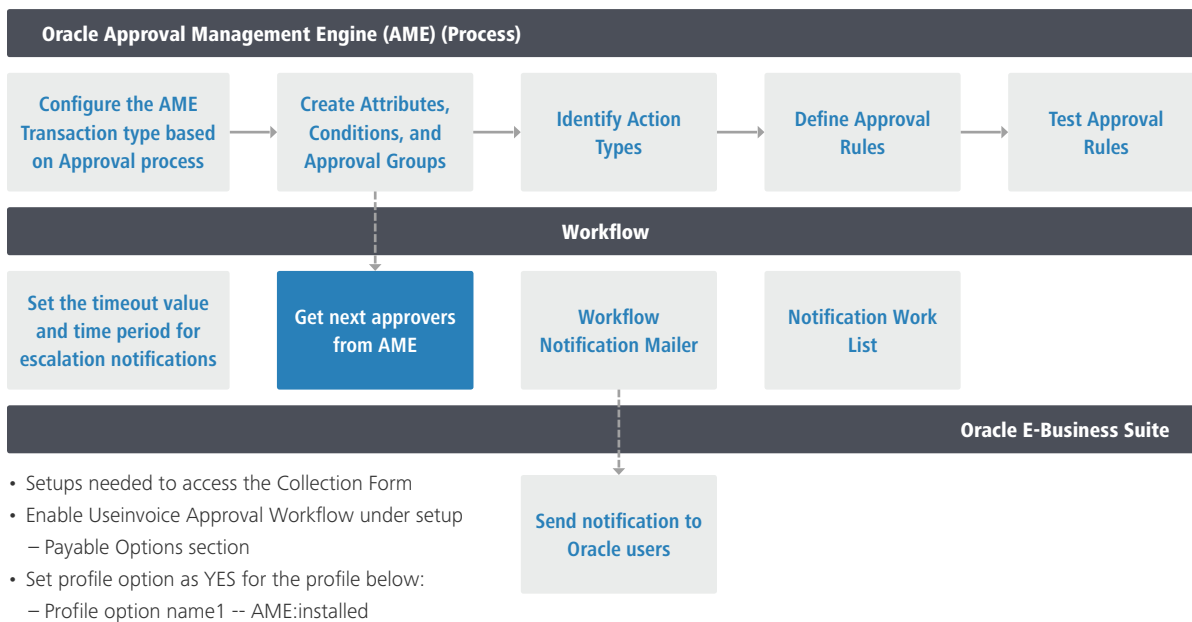 Oracle Approval Management Engine (AME) (Process)
Configure the AME
Transaction type based
on Approval process
Create Attributes,
Conditions, and
Approval Groups
Identify Action
Types
Define Approval
Rules
Test Approval
Rules
Workflow
Set the timeout value
and time period for
escalation notifications
Get next approvers
from AME
Workflow
Notification Mailer
Notification Work
List
Oracle E-Business Suite
• Setups needed to access the Collection Form
• Enable Useinvoice Approval Workflow under setup
– Payable Options section
• Set profile option as YES for the profile below:
– Profile option name1 -- AME:installed
Send notification to
Oracle users